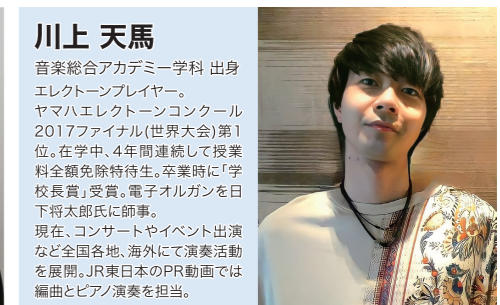 川上 天馬
音楽総合アカデミー学科 出身
エレクトーンプレイヤー。
ヤマハエレクトーンコンクール
2017ファイナル(世界大会)第1
位。在学中、4年間連続して授業
料全額免除特待生。卒業時に「学
校長賞」受賞。電子オルガンを日
下将太郎氏に師事。
現在、コンサートやイベント出演
など全国各地、海外にて演奏活動
を展開。JR東日本のPR動画では
編曲とピアノ演奏を担当。